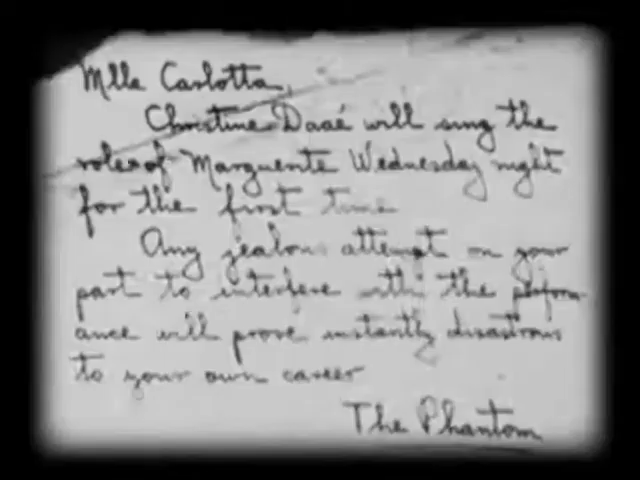 Mlle Carlotta,
Christine Daaé will sing the
role of Marguerite Wednesday night
for the first time.
Any jealous attempt on your
part to interfere with the perform-
ance will prove instantly disastrous
to your own career
The Phantom